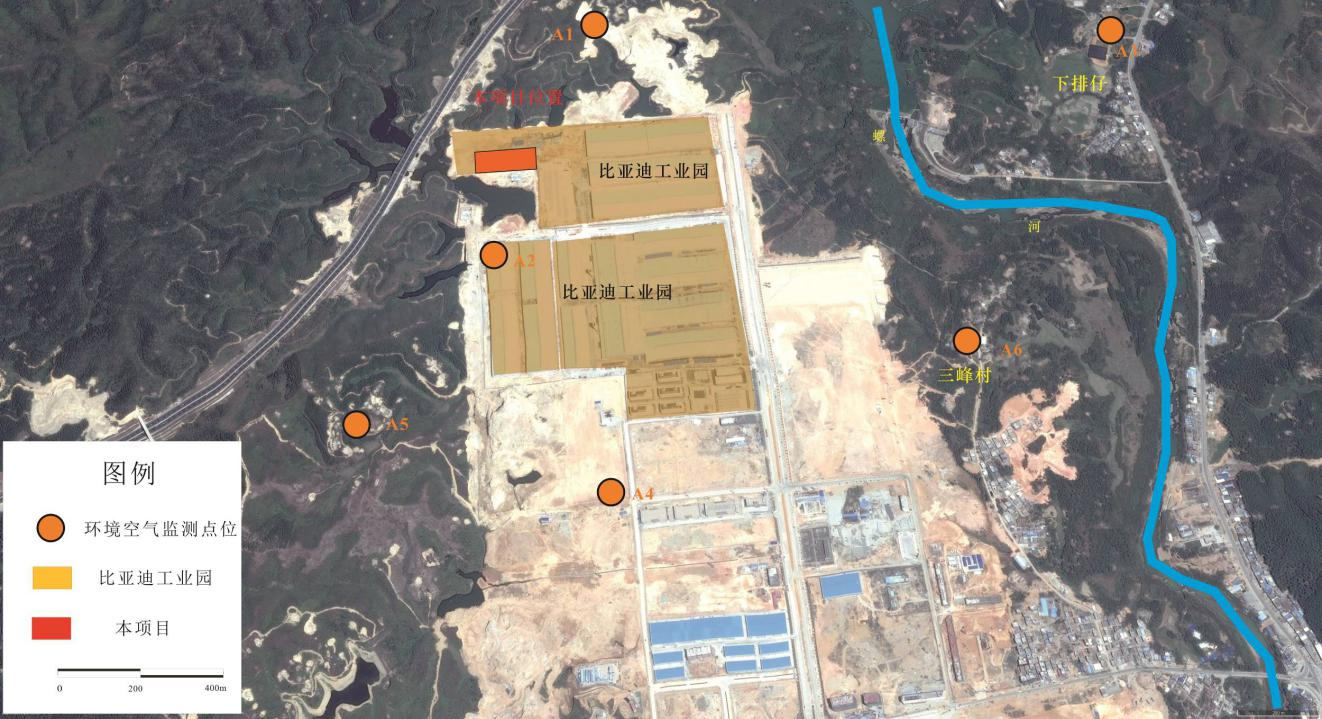 A1
下排仔
本项目位置
螺
比亚迪工业园
河
A2
比亚迪工业园
A6
三峰村
A5
A4
图例
环境空气监测点位
比亚迪工业园
本项目
0 200 400m